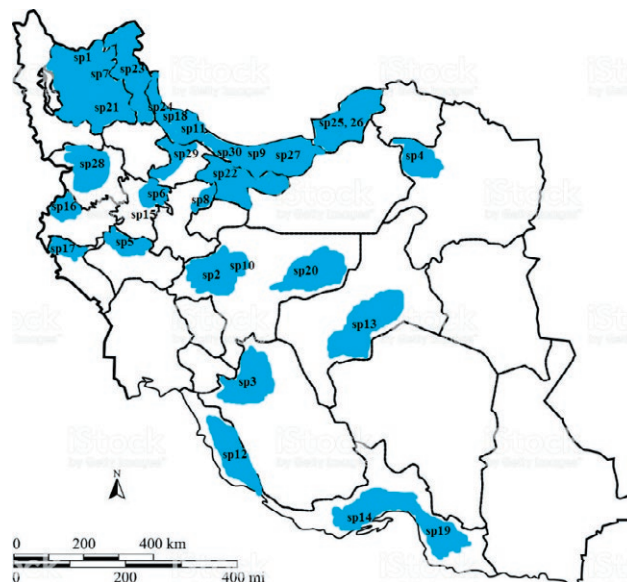 sp1
sp7
sp23
sp21
sp24
sp18
sp11
sp25, 26
sp30
sp9
sp27
sp29
sp22
sp4
sp28
sp6
sp8
sp16
sp15
sp17
sp5
sp2
sp10
sp20
sp13
sp3
sp12
sp14
sp19
N
0 200 400 km
0 200 400 mi
iStock
by Getty Images